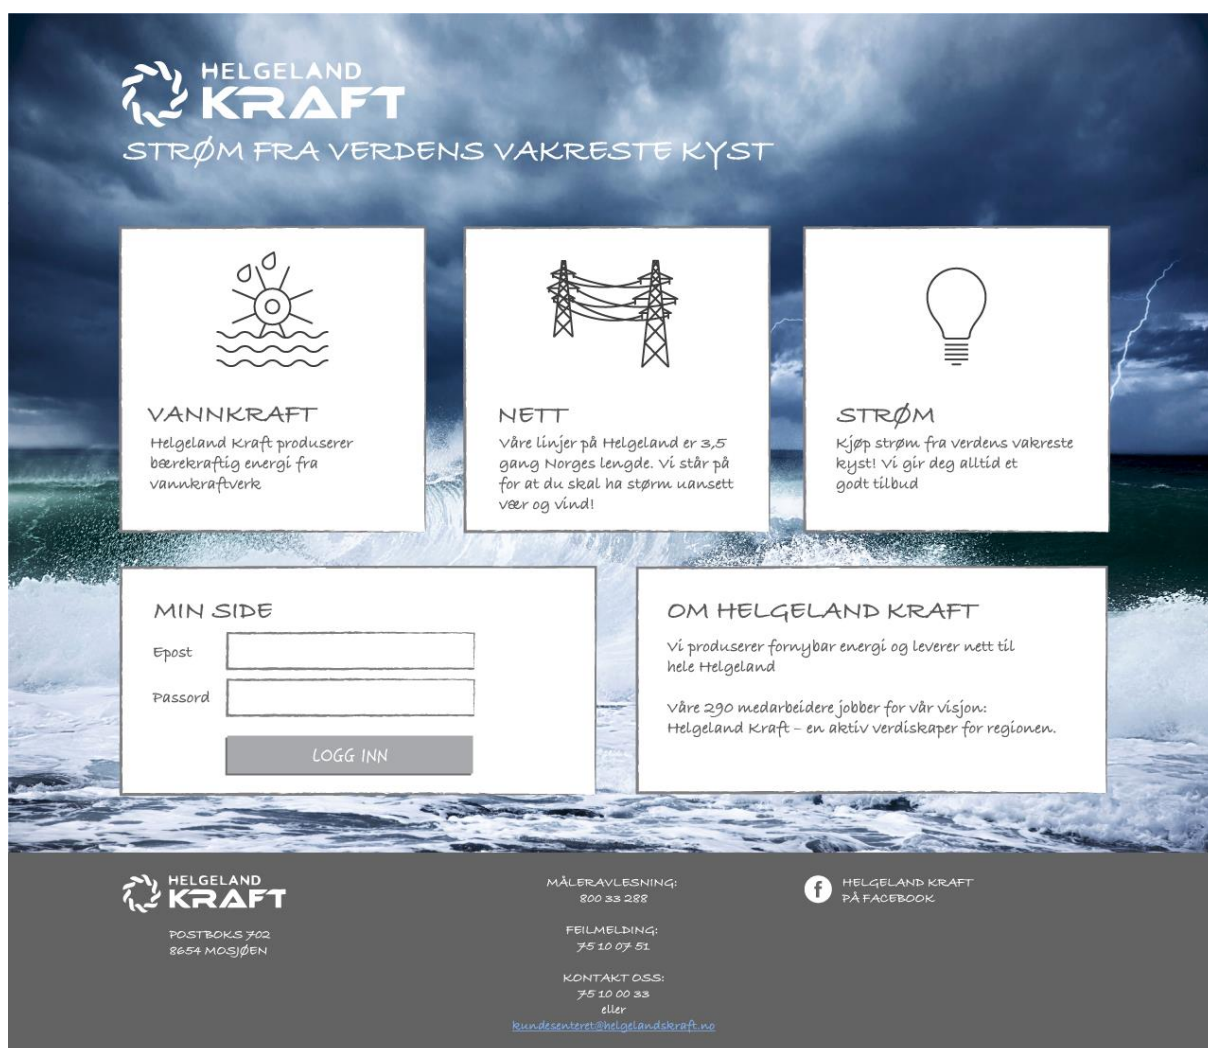 HELGELAND
KRAFT
STRØM FRA VERDENS VAKRESTE KYST
VANNKRAFT
Helgeland Kraft produserer
bærekraftig energi fra
vannkraftverk
NETT
Våre linjer på Helgeland er 3,5
gang Norges lengde. Vi står på
for at du skal ha størm uansett
vær og vind!
STRØM
Kjøp strøm fra verdens vakreste
kyst! Vi gir deg alltid et
godt tilbud
MIN SIDE
Epost
Passord
LOGG INN
OM HELGELAND KRAFT
Vi produserer fornybar energi og leverer nett til
hele Helgeland
Våre 290 medarbeidere jobber for vår visjon:
Helgeland Kraft – en aktiv verdiskaper for regionen.
HELGELAND
KRAFT
POSTBOKS 702
8654 MOSJØEN
MÅLERAVLESNING:
800 33 288
FEILMELDING:
75 10 07 51
KONTAKT OSS:
75 10 00 33
eller
kundesenteret@helgelandskraft.no
f HELGELAND KRAFT
PÅ FACEBOOK